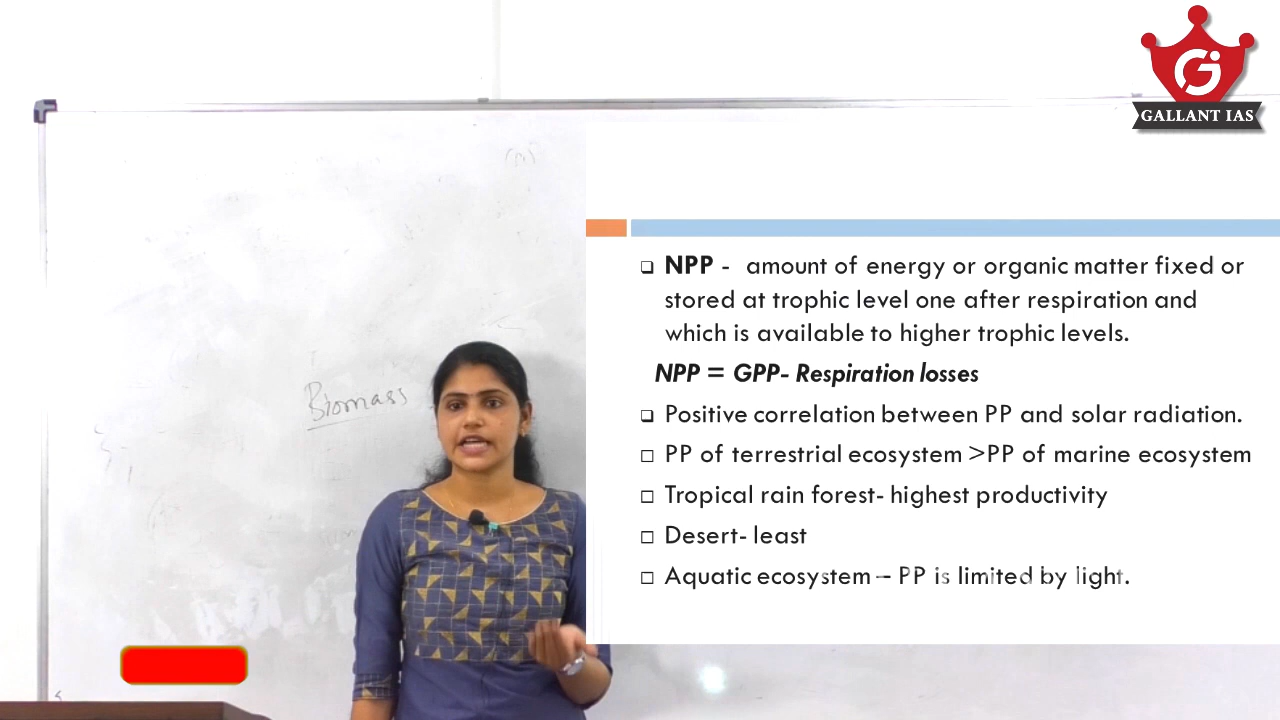 GALLANT IAS
NPP - amount of energy or organic matter fixed or
stored at trophic level one after respiration and
which is available to higher trophic levels.
NPP = GPP- Respiration losses
Positive correlation between PP and solar radiation.
PP of terrestrial ecosystem >PP of marine ecosystem
Tropical rain forest- highest productivity
Desert- least
Aquatic ecosystem – PP is limited by light.
Biomass